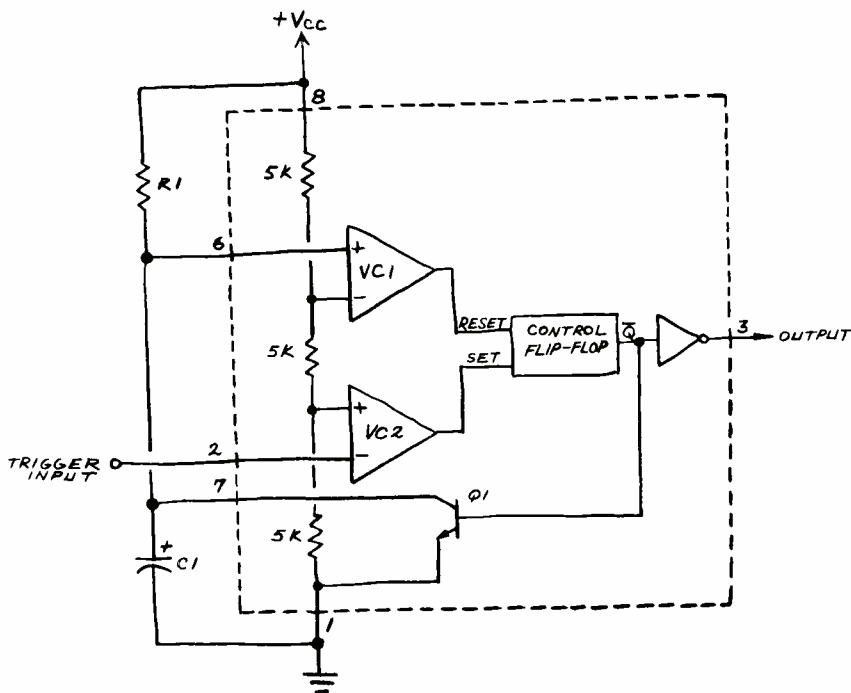 +VCC
8
5K
R1
6
+
VC1
−
RESET
CONTROL
FLIP-FLOP
Q̅
3
OUTPUT
5K
SET
+
VC2
−
2
TRIGGER
INPUT
7
Q1
5K
+
C1
1